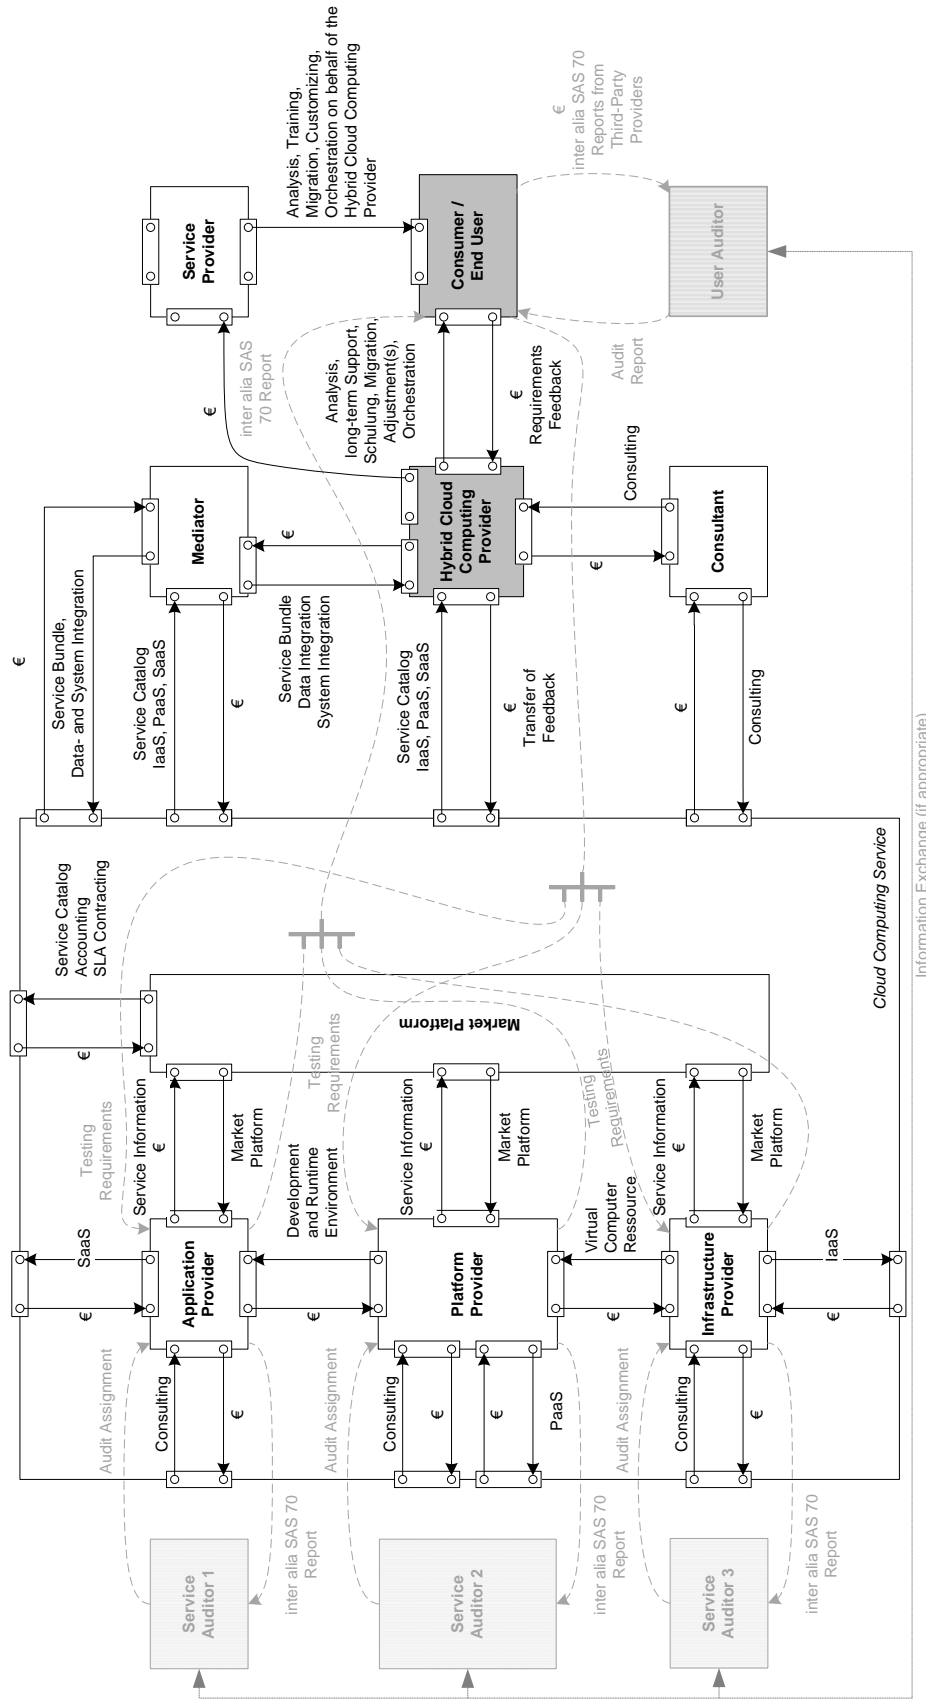 €
Service Bundle,
Data- and System Integration
Service Catalog
Accounting
SLA Contracting
€
SaaS
€
Testing
Requirements
Audit Assignment
Service
Auditor 1
inter alia SAS 70
Report
Consulting
€
Application
Provider
Service Information
€
Market
Platform
Service Catalog
IaaS, PaaS, SaaS
€
Mediator
Service
Provider
€
inter alia SAS
70 Report
Analysis, Training,
Migration, Customizing,
Orchestration on behalf of the
Hybrid Cloud Computing
Provider
€
Development
and Runtime
Environment
Testing
Requirements
Market Platform
Service Bundle
Data Integration
System Integration
€
Analysis,
long-term Support,
Schulung, Migration,
Adjustment(s),
Orchestration
Audit Assignment
Service
Auditor 2
inter alia SAS 70
Report
Consulting
€
€
PaaS
Platform
Provider
Service Information
€
Market
Platform
Service Catalog
IaaS, PaaS, SaaS
€
Transfer of
Feedback
Hybrid Cloud
Computing
Provider
€
Requirements
Feedback
Consumer /
End User
€
Virtual
Computer
Ressource
Testing
Requirements
€
Consulting
Audit
Report
€
inter alia SAS 70
Reports from
Third-Party
Providers
Audit Assignment
Service
Auditor 3
inter alia SAS 70
Report
Consulting
€
Infrastructure
Provider
Service Information
€
Market
Platform
€
Consulting
Consultant
User Auditor
€
IaaS
Cloud Computing Service
Information Exchange (if appropriate)